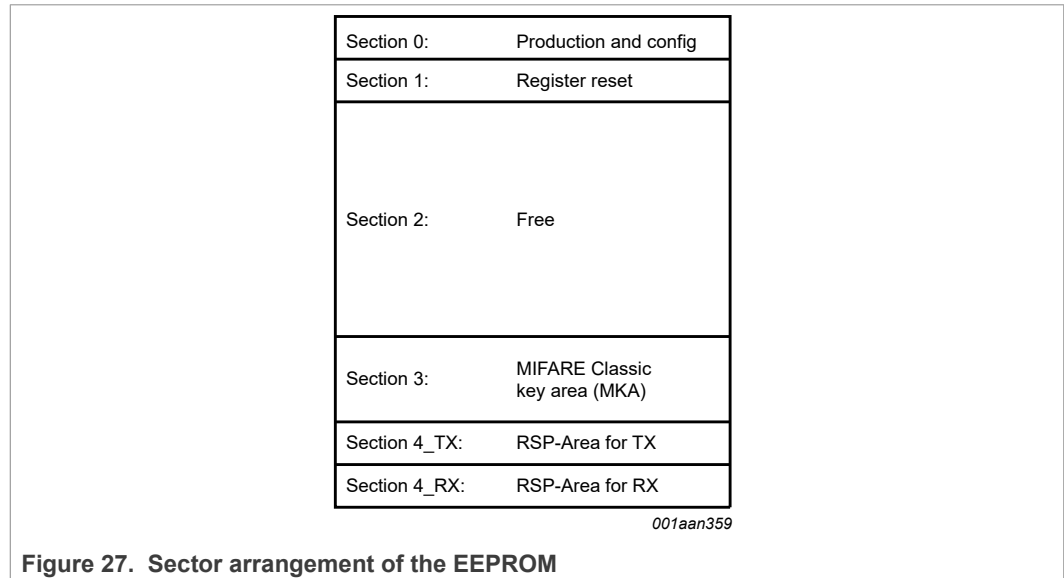 Section 0: Production and config
Section 1: Register reset
Section 2: Free
Section 3: MIFARE Classic
key area (MKA)
Section 4_TX: RSP-Area for TX
Section 4_RX: RSP-Area for RX
001aan359
Figure 27. Sector arrangement of the EEPROM